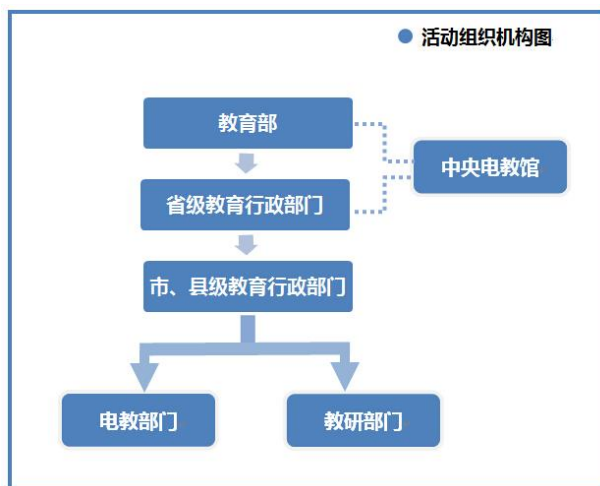 活动组织机构图
教育部
中央电教馆
省级教育行政部门
市、县级教育行政部门
电教部门
教研部门